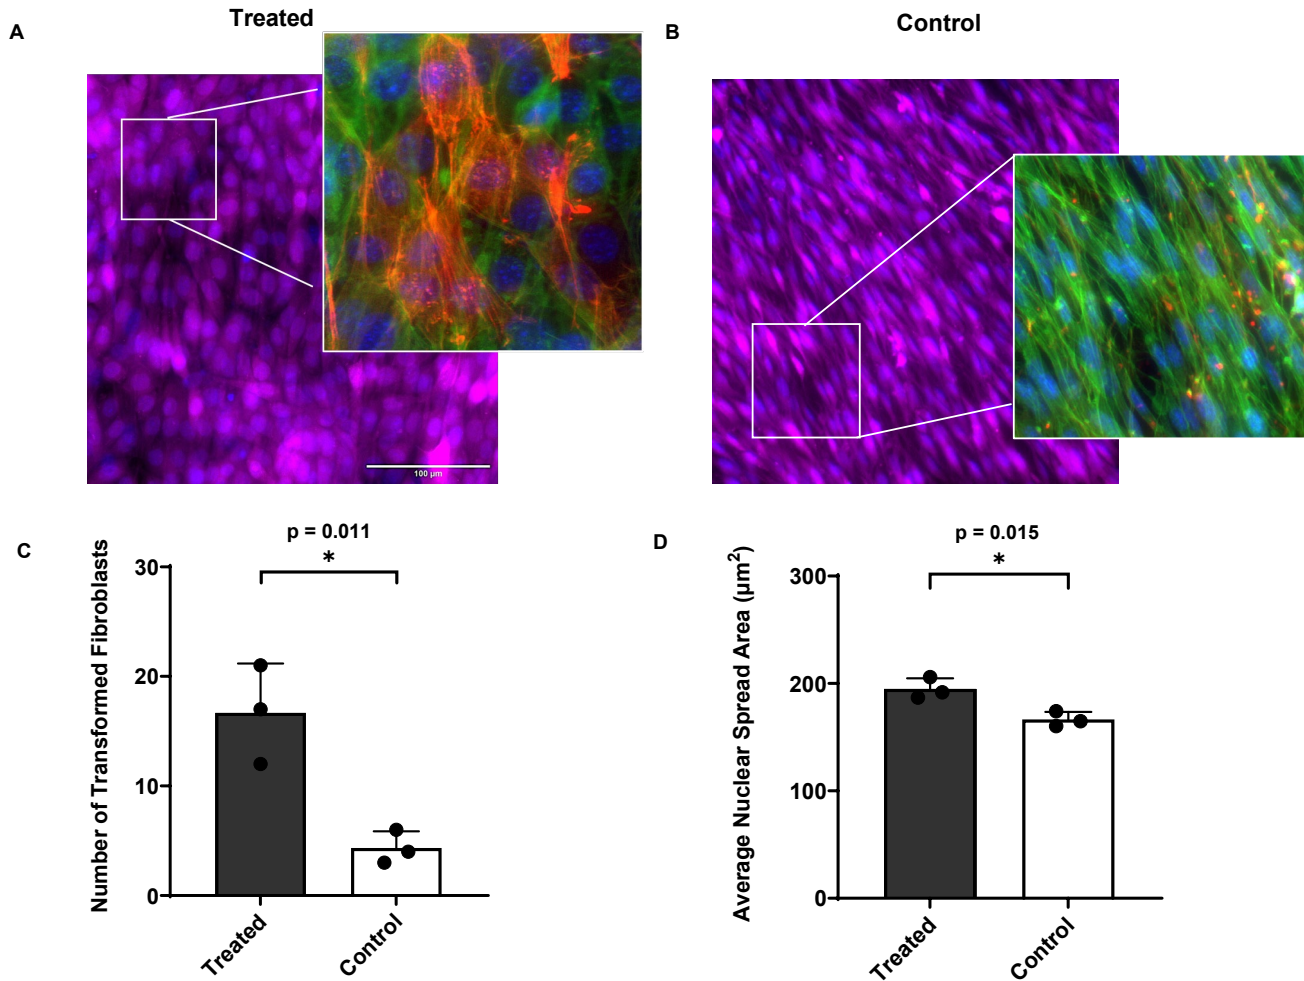 A
Treated
B
Control
100 µm
C
p = 0.011
*
Number of Transformed Fibroblasts
30
20
10
0
Treated
Control
D
p = 0.015
*
Average Nuclear Spread Area (µm²)
300
200
100
0
Treated
Control